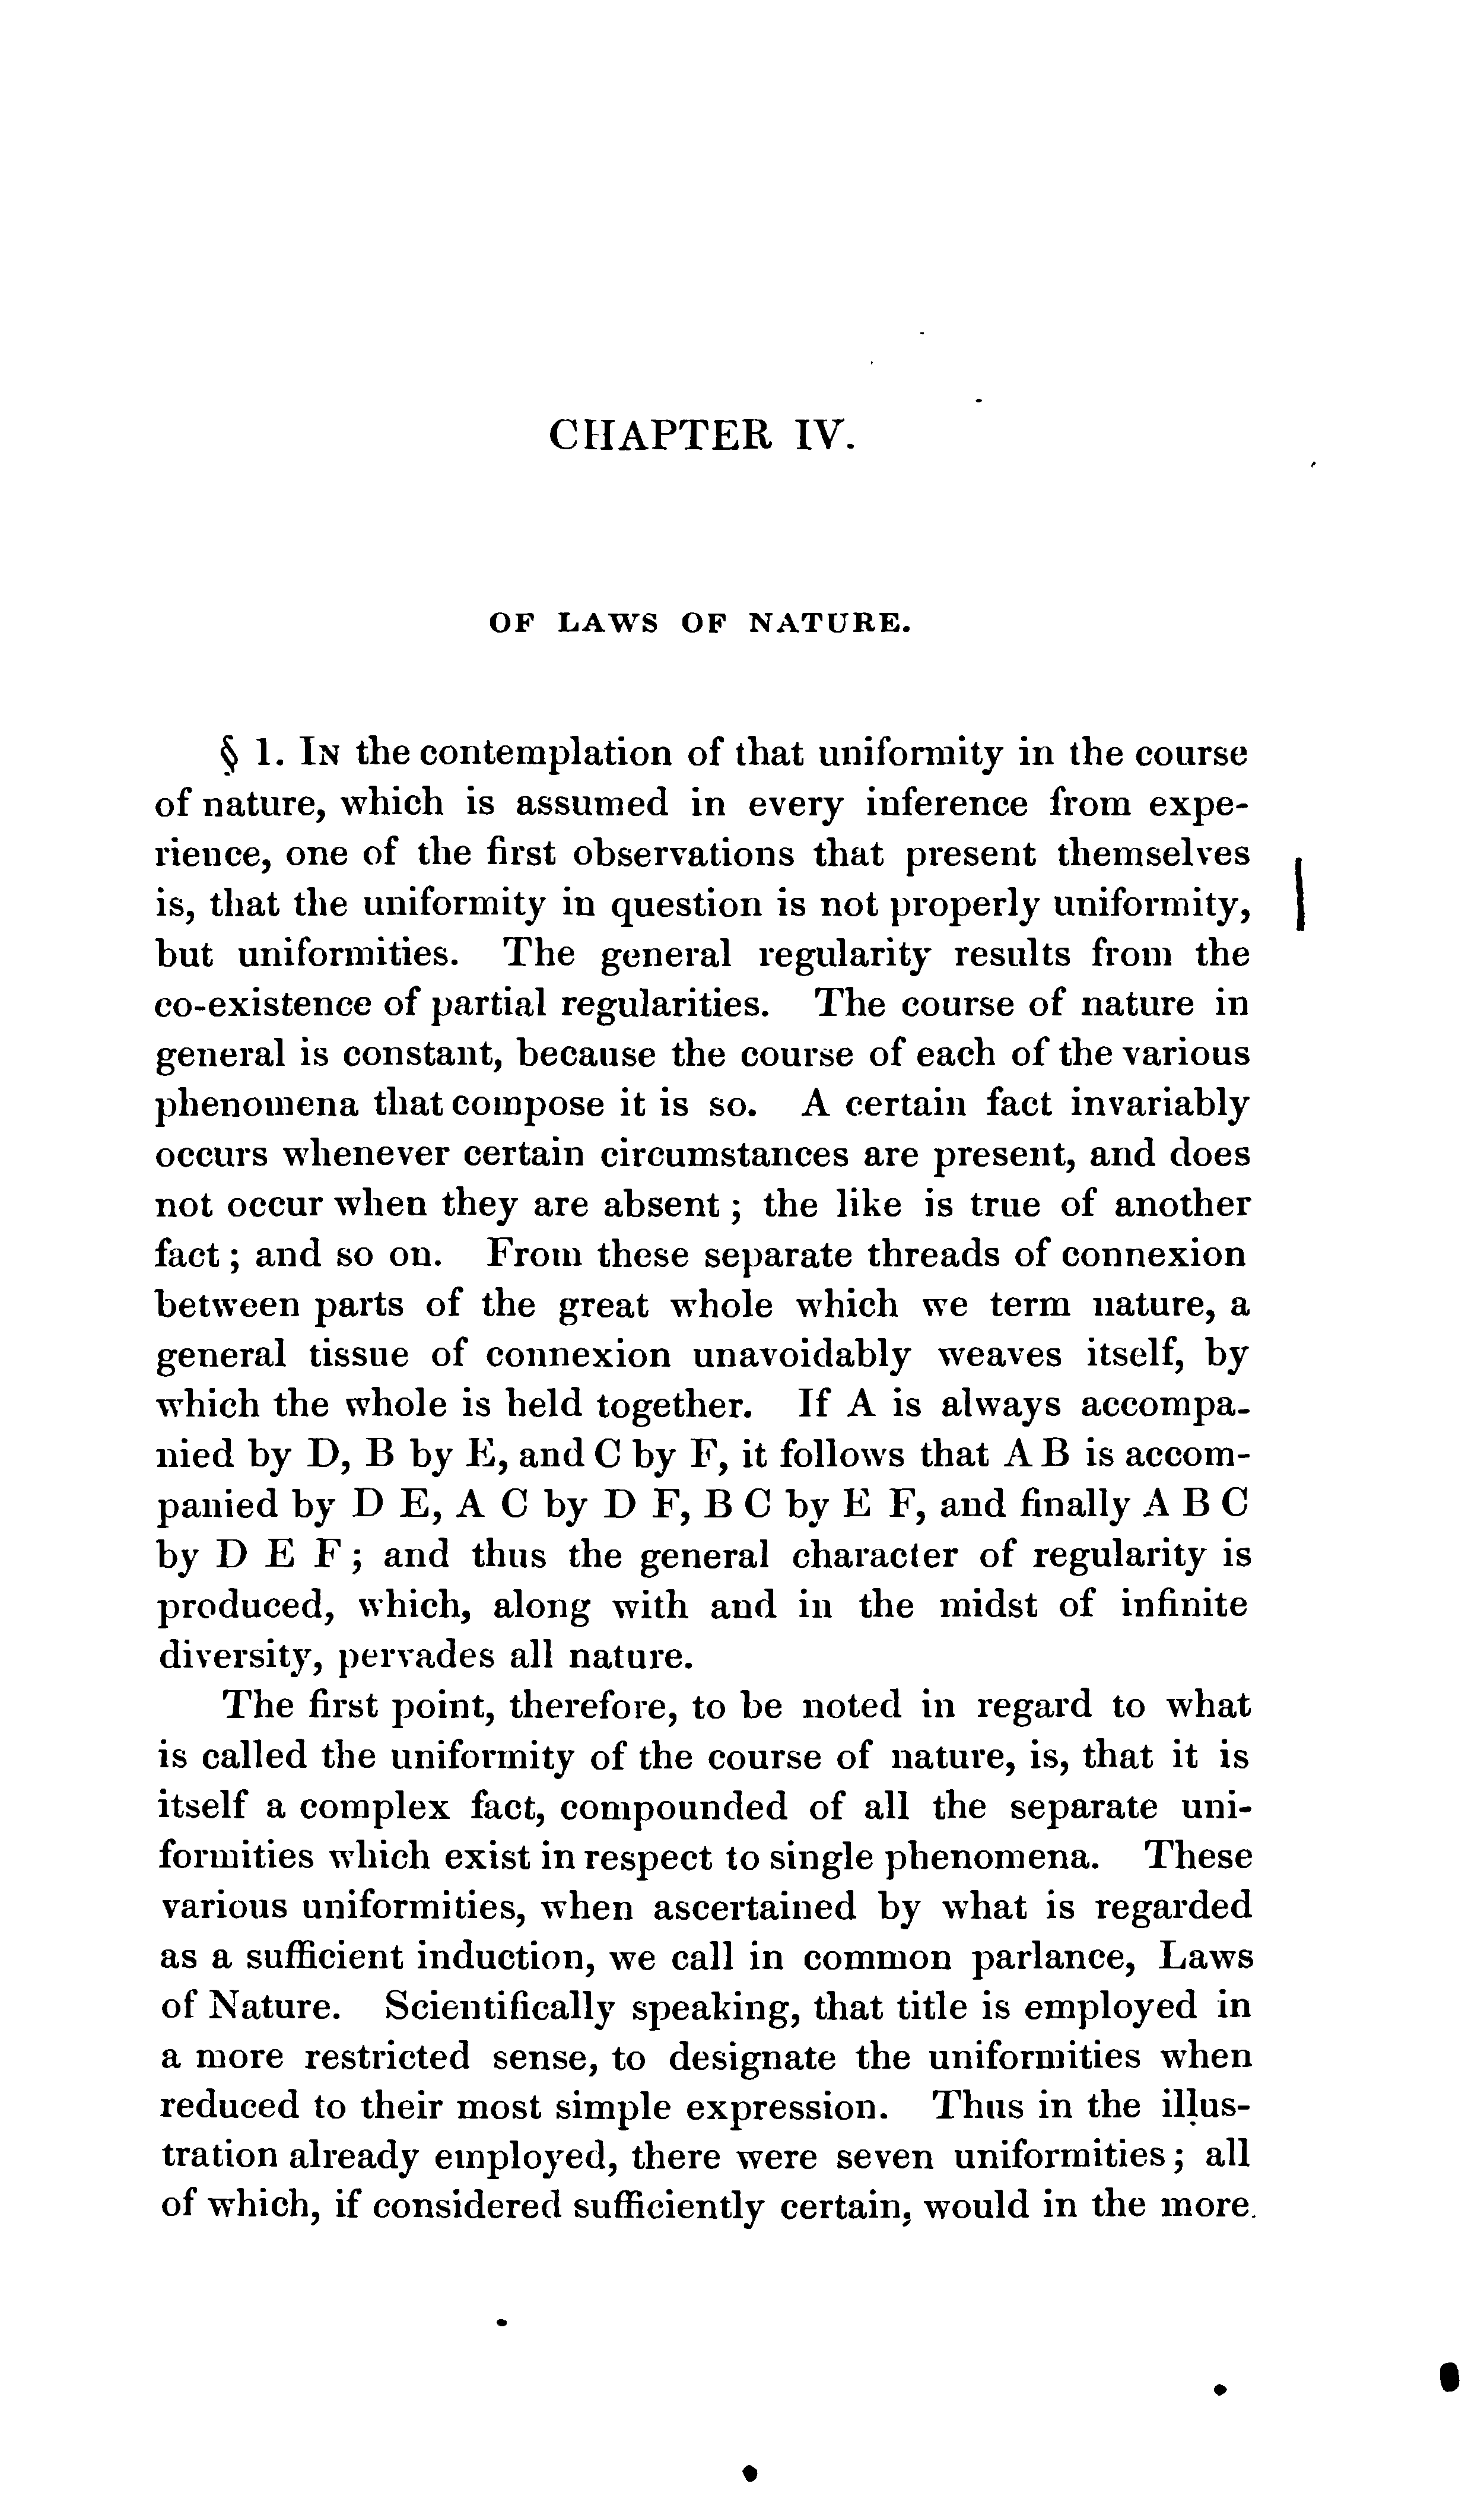 CHAPTER IV.
OF LAWS OF NATURE.
§ 1. IN the contemplation of that uniformity in the course
of nature, which is assumed in every inference from expe-
rience, one of the first observations that present themselves
is, that the uniformity in question is not properly uniformity,
but uniformities. The general regularity results from the
co-existence of partial regularities. The course of nature in
general is constant, because the course of each of the various
phenomena that compose it is so. A certain fact invariably
occurs whenever certain circumstances are present, and does
not occur when they are absent ; the like is true of another
fact ; and so on. From these separate threads of connexion
between parts of the great whole which we term nature, a
general tissue of connexion unavoidably weaves itself, by
which the whole is held together. If A is always accompa-
nied by D, B by E, and C by F, it follows that A B is accom-
panied by D E, A C by D F, B C by E F, and finally A B C
by D E F ; and thus the general character of regularity is
produced, which, along with and in the midst of infinite
diversity, pervades all nature.
The first point, therefore, to be noted in regard to what
is called the uniformity of the course of nature, is, that it is
itself a complex fact, compounded of all the separate uni-
formities which exist in respect to single phenomena. These
various uniformities, when ascertained by what is regarded
as a sufficient induction, we call in common parlance, Laws
of Nature. Scientifically speaking, that title is employed in
a more restricted sense, to designate the uniformities when
reduced to their most simple expression. Thus in the illus-
tration already employed, there were seven uniformities ; all
of which, if considered sufficiently certain, would in the more